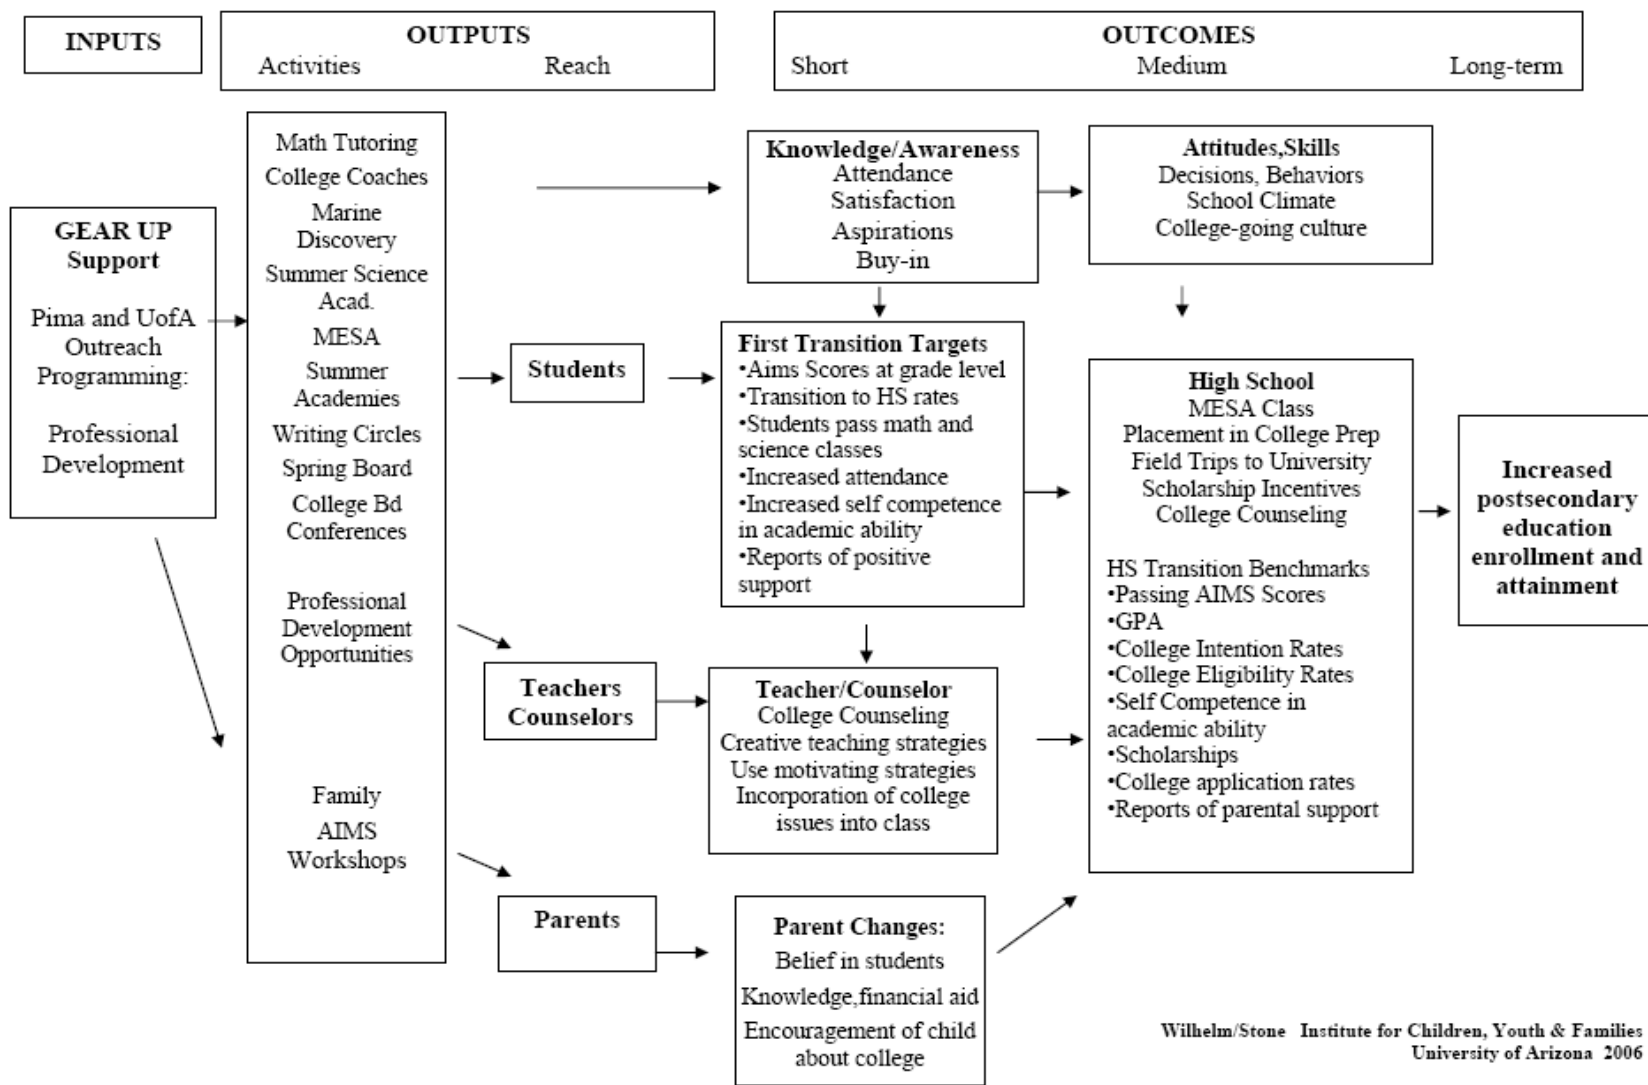 INPUTS
OUTPUTS
Activities Reach
OUTCOMES
Short Medium Long-term
GEAR UP
Support
Pima and UofA
Outreach
Programming:
Professional
Development
Math Tutoring
College Coaches
Marine
Discovery
Summer Science
Acad.
MESA
Summer
Academies
Writing Circles
Spring Board
College Bd
Conferences
Professional
Development
Opportunities
Family
AIMS
Workshops
Students
Teachers
Counselors
Parents
Knowledge/Awareness
Attendance
Satisfaction
Aspirations
Buy-in
First Transition Targets
•Aims Scores at grade level
•Transition to HS rates
•Students pass math and
science classes
•Increased attendance
•Increased self competence
in academic ability
•Reports of positive
support
Teacher/Counselor
College Counseling
Creative teaching strategies
Use motivating strategies
Incorporation of college
issues into class
Parent Changes:
Belief in students
Knowledge,financial aid
Encouragement of child
about college
Attitudes,Skills
Decisions, Behaviors
School Climate
College-going culture
High School
MESA Class
Placement in College Prep
Field Trips to University
Scholarship Incentives
College Counseling
HS Transition Benchmarks
•Passing AIMS Scores
•GPA
•College Intention Rates
•College Eligibility Rates
•Self Competence in
academic ability
•Scholarships
•College application rates
•Reports of parental support
Increased
postsecondary
education
enrollment and
attainment
Wilhelm/Stone Institute for Children, Youth & Families
University of Arizona 2006